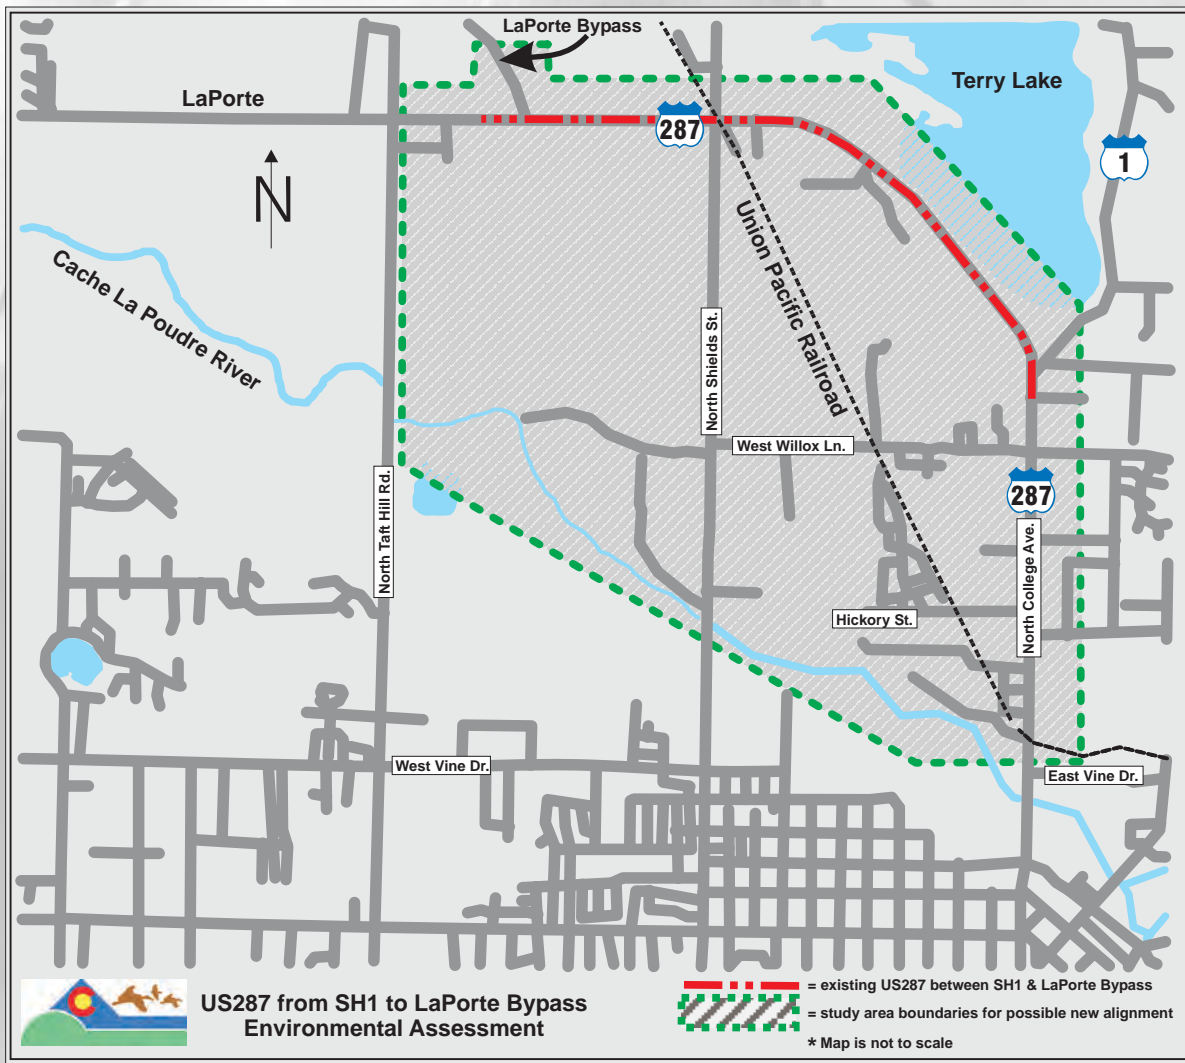 LaPorte Bypass
Terry Lake
LaPorte
287
1
N
Cache La Poudre River
Union Pacific Railroad
North Shields St.
West Willox Ln.
North Taft Hill Rd.
287
North College Ave.
Hickory St.
West Vine Dr.
East Vine Dr.
US287 from SH1 to LaPorte Bypass
Environmental Assessment
= existing US287 between SH1 & LaPorte Bypass
= study area boundaries for possible new alignment
* Map is not to scale